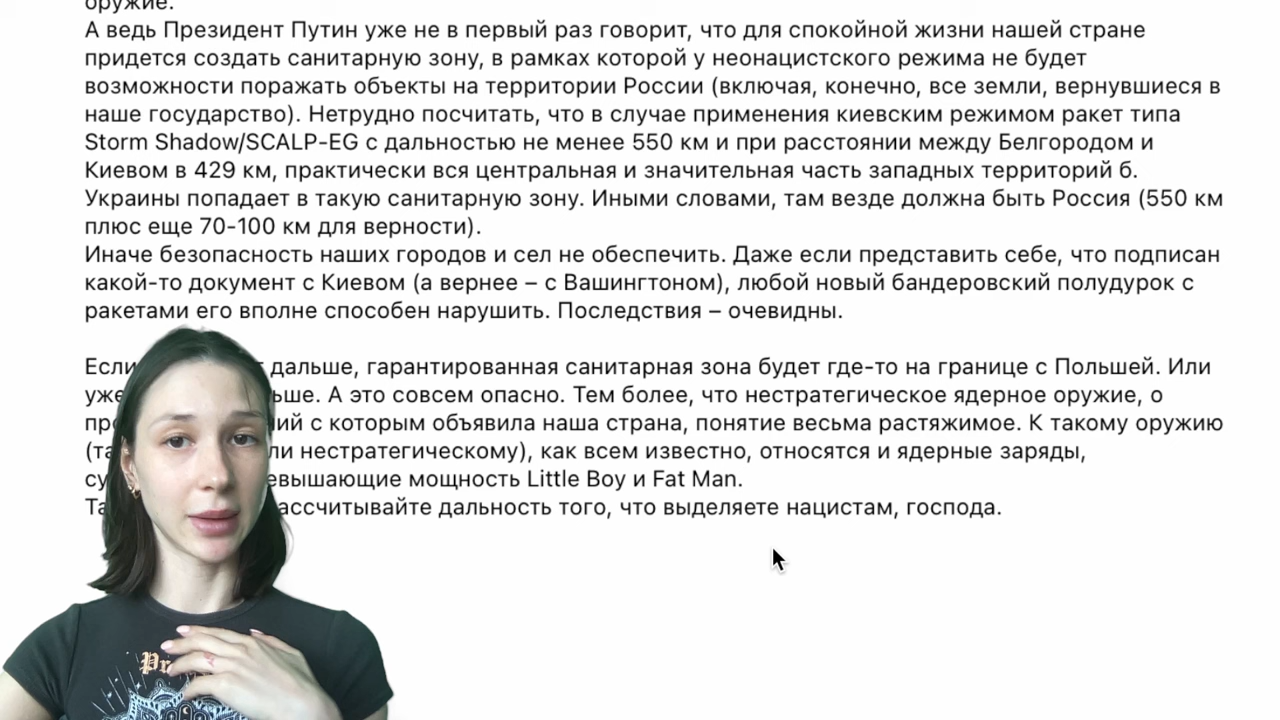 оружие.
А ведь Президент Путин уже не в первый раз говорит, что для спокойной жизни нашей стране
придется создать санитарную зону, в рамках которой у неонацистского режима не будет
возможности поражать объекты на территории России (включая, конечно, все земли, вернувшиеся в
наше государство). Нетрудно посчитать, что в случае применения киевским режимом ракет типа
Storm Shadow/SCALP-EG с дальностью не менее 550 км и при расстоянии между Белгородом и
Киевом в 429 км, практически вся центральная и значительная часть западных территорий б.
Украины попадает в такую санитарную зону. Иными словами, там везде должна быть Россия (550 км
плюс еще 70-100 км для верности).
Иначе безопасность наших городов и сел не обеспечить. Даже если представить себе, что подписан
какой-то документ с Киевом (а вернее – с Вашингтоном), любой новый бандеровский полудурок с
ракетами его вполне способен нарушить. Последствия – очевидны.
Если дальше, гарантированная санитарная зона будет где-то на границе с Польшей. Или
уже А это совсем опасно. Тем более, что нестратегическое ядерное оружие, о
с которым объявила наша страна, понятие весьма растяжимое. К такому оружию
нестратегическому), как всем известно, относятся и ядерные заряды,
мощность Little Boy и Fat Man.
дальность того, что выделяете нацистам, господа.